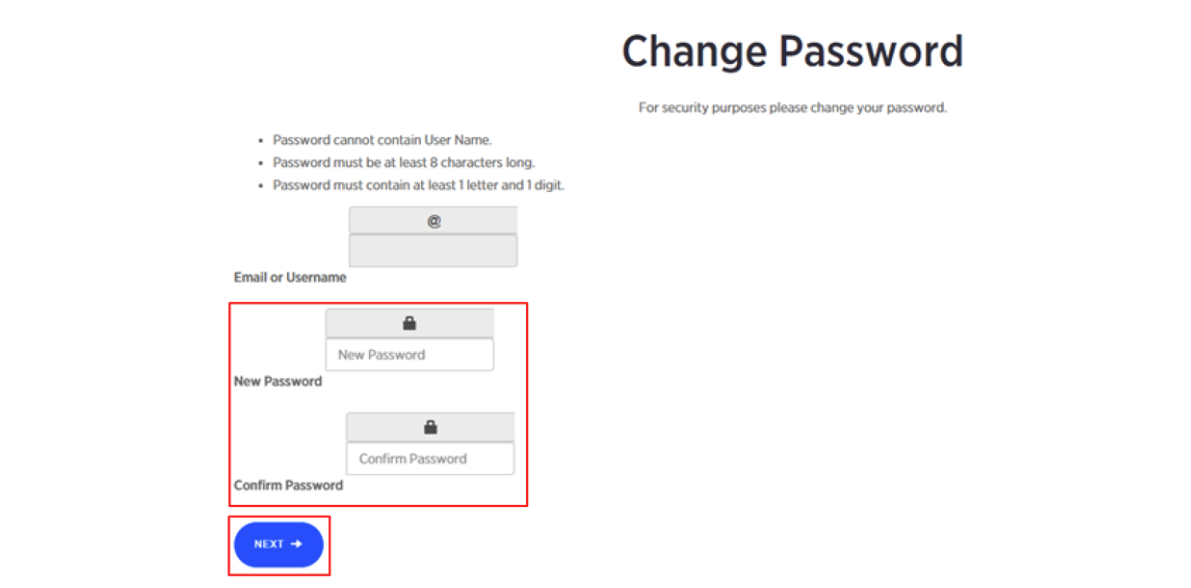 Change Password
For security purposes please change your password.
• Password cannot contain User Name.
• Password must be at least 8 characters long.
• Password must contain at least 1 letter and 1 digit.
@
Email or Username
New Password
New Password
Confirm Password
Confirm Password
NEXT →